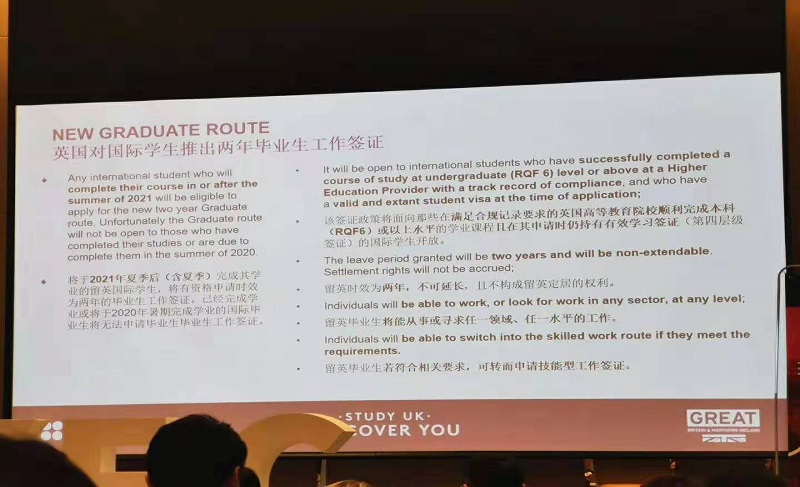 NEW GRADUATE ROUTE
英国对国际学生推出两年毕业生工作签证
Any international student who will
complete their course in or after the
summer of 2021 will be eligible to
apply for the new two year Graduate
route. Unfortunately the Graduate route
will not be open to those who have
completed their studies or are due to
complete them in the summer of 2020.
将于2021年夏季后（含夏季）完成其学
业的留英国际学生，将有资格申请时效
为两年的毕业生工作签证。已经完成学
业或将于2020年暑期完成学业的国际毕
业生将无法申请毕业生毕业生工作签证。
It will be open to international students who have successfully completed a
course of study at undergraduate (RQF 6) level or above at a Higher
Education Provider with a track record of compliance, and who have
a valid and extant student visa at the time of application;
该签证政策将面向那些在满足合规记录要求的英国高等教育院校顺利完成本科
（RQF6）或以上水平的学业课程且在其申请时仍持有有效学习签证（第四层级
签证）的国际学生开放。
The leave period granted will be two years and will be non-extendable.
Settlement rights will not be accrued;
留英时效为两年，不可延长，且不构成留英定居的权利。
Individuals will be able to work, or look for work in any sector, at any level;
留英毕业生将能从事或寻求任一领域、任一水平的工作。
Individuals will be able to switch into the skilled work route if they meet the
requirements.
留英毕业生若符合相关要求，可转而申请技能型工作签证。
·STUDY UK·
COVER YOU
GREAT
BRITAIN & NORTHERN IRELAND